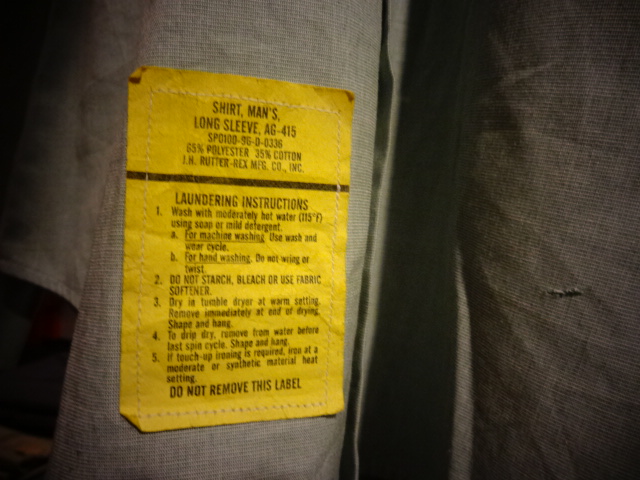 SHIRT, MAN'S,
LONG SLEEVE, AG-415
SPO100-96-D-0336
65% POLYESTER 35% COTTON
J.H. RUTTER-REX MFG. CO., INC.
LAUNDERING INSTRUCTIONS
1. Wash with moderately hot water (115°F)
using soap or mild detergent.
a. For machine washing. Use wash and
wear cycle.
b. For hand washing. Do not wring or
twist.
2. DO NOT STARCH, BLEACH OR USE FABRIC
SOFTENER.
3. Dry in tumble dryer at warm setting.
Remove immediately at end of drying.
Shape and hang.
4. To drip dry, remove from water before
last spin cycle. Shape and hang.
5. If touch-up ironing is required, iron at a
moderate or synthetic material heat
setting.
DO NOT REMOVE THIS LABEL